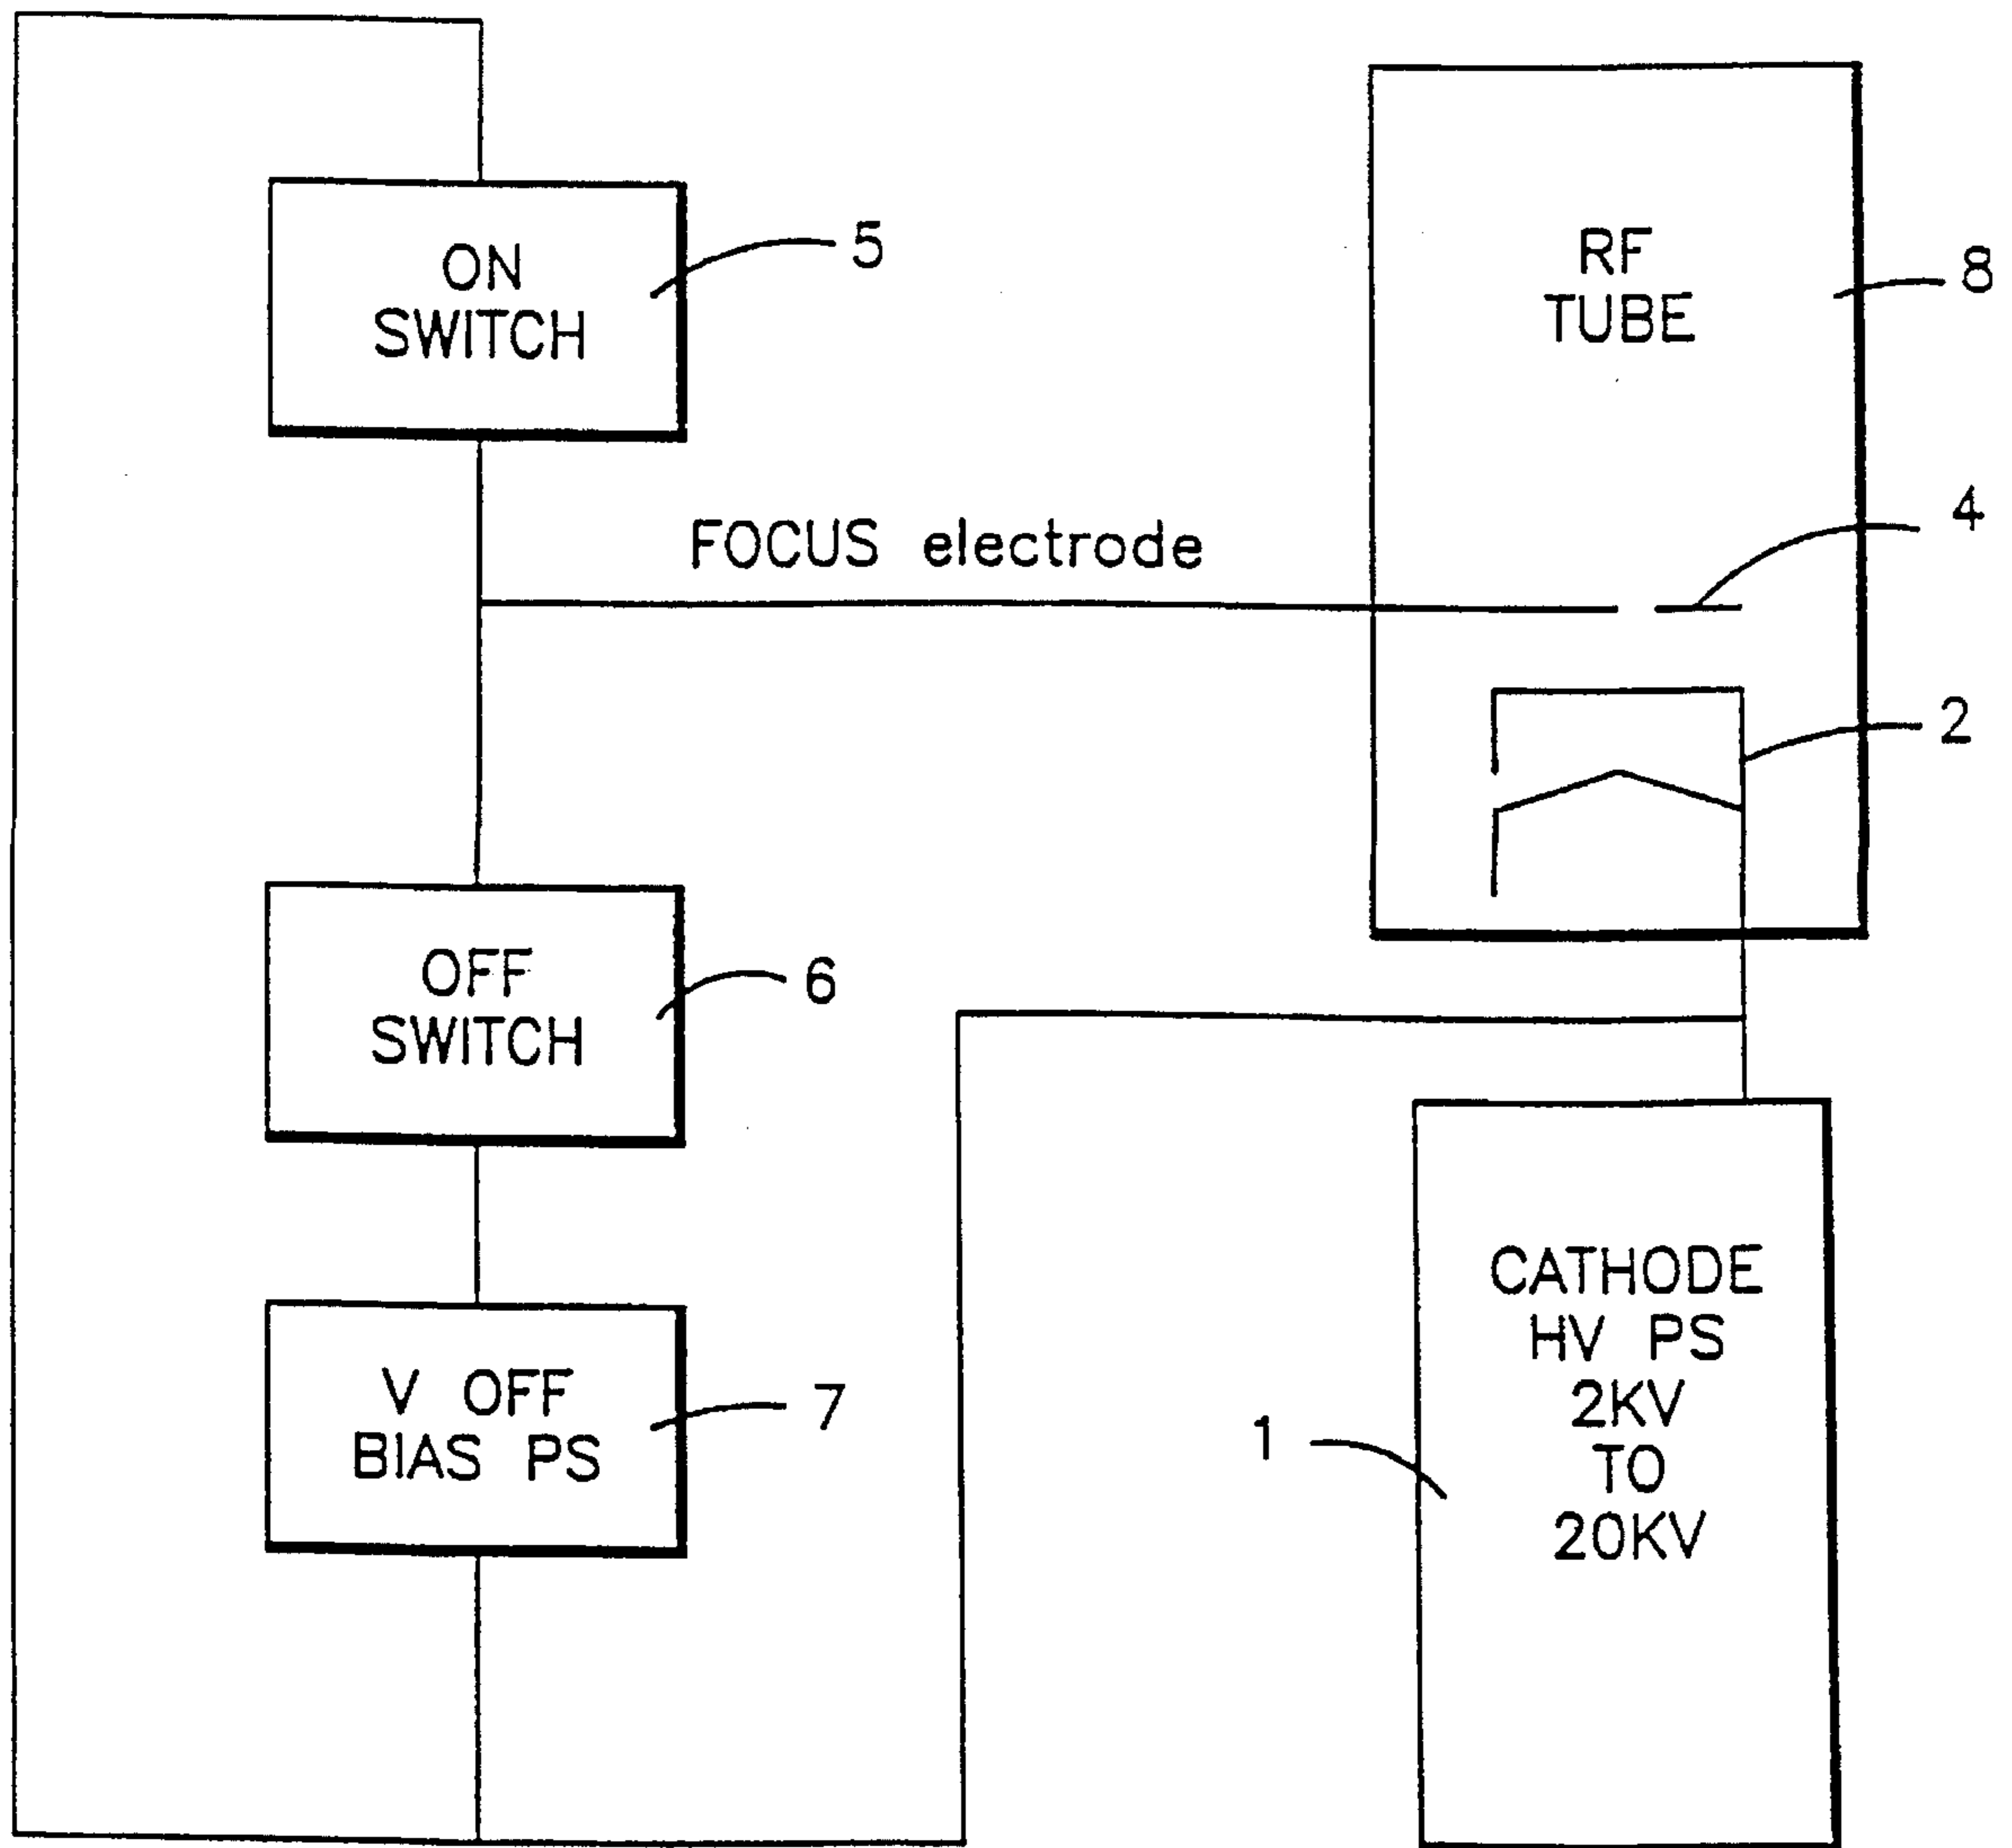 ON
SWITCH
5
RF
TUBE
8
FOCUS electrode
4
2
OFF
SWITCH
6
V OFF
BIAS PS
7
CATHODE
HV PS
2KV
TO
20KV
1